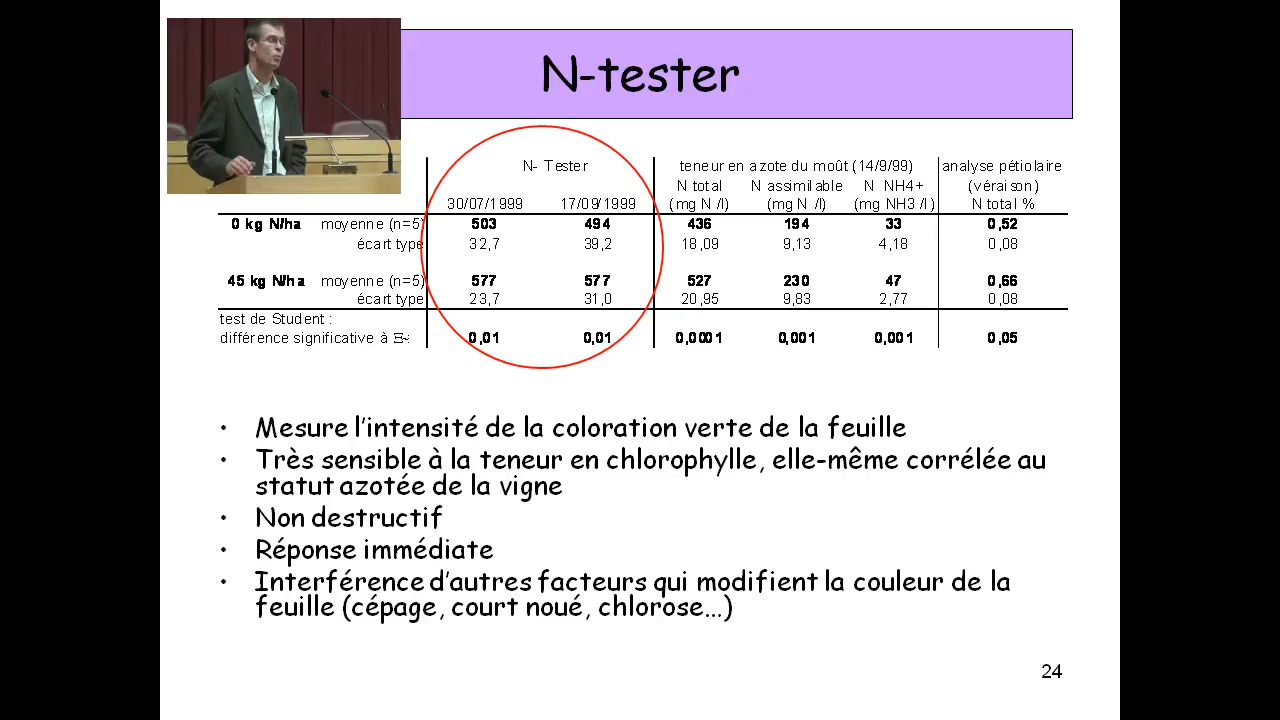 N-tester
N- Tester teneur en azote du moût (14/9/99) analyse pétiolaire
N total N assimilable N NH4+ (véraison)
30/07/1999 17/09/1999 (mg N /l) (mg N /l) (mg NH3 /l) N total %
0 kg N/ha moyenne (n=5) 503 494 436 194 33 0,52
écart type 32,7 39,2 18,09 9,13 4,18 0,08
45 kg N/ha moyenne (n=5) 577 577 527 230 47 0,66
écart type 23,7 31,0 20,95 9,83 2,77 0,08
test de Student :
différence significative à 0,01 0,01 0,0001 0,001 0,001 0,05
• Mesure l'intensité de la coloration verte de la feuille
• Très sensible à la teneur en chlorophylle, elle-même corrélée au
statut azotée de la vigne
• Non destructif
• Réponse immédiate
• Interférence d'autres facteurs qui modifient la couleur de la
feuille (cépage, court noué, chlorose...)
24